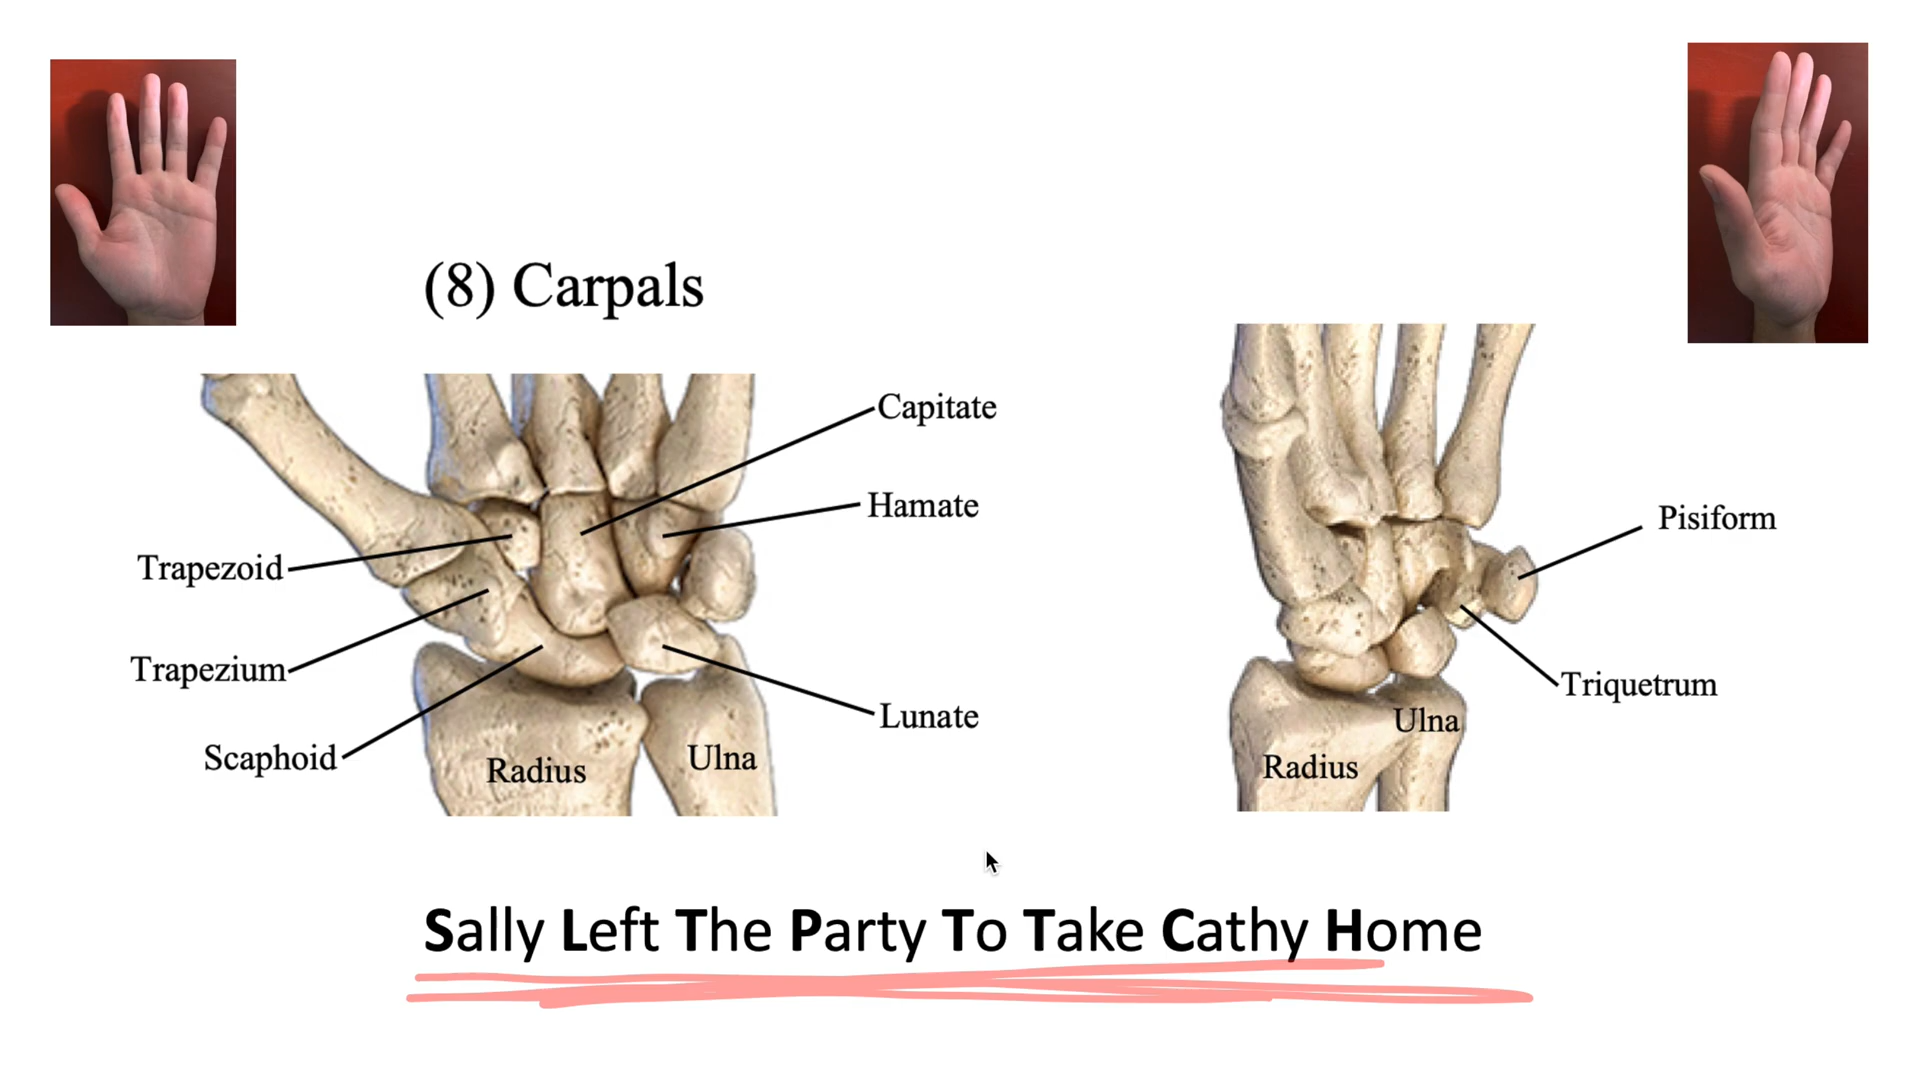 (8) Carpals
Capitate
Hamate
Trapezoid
Trapezium
Scaphoid
Lunate
Radius
Ulna
Pisiform
Triquetrum
Ulna
Radius
Sally Left The Party To Take Cathy Home